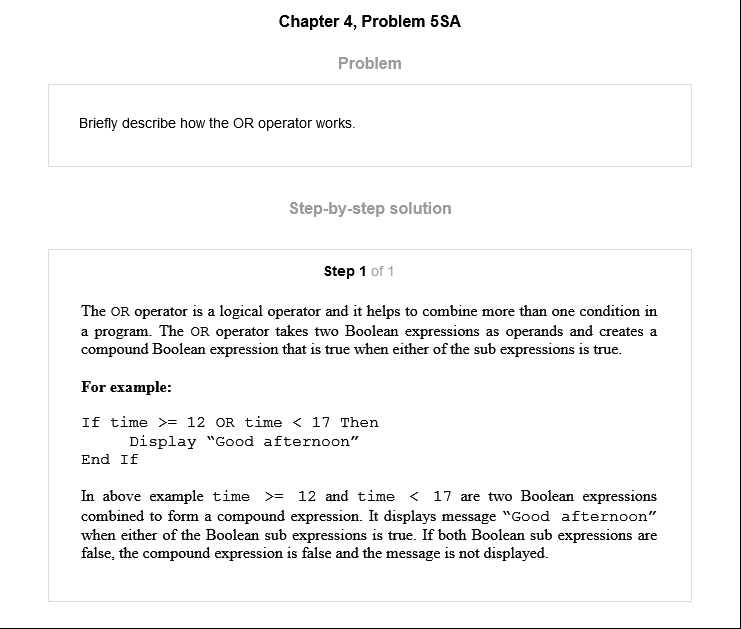 Chapter 4, Problem 5SA
Problem
Briefly describe how the OR operator works.
Step-by-step solution
Step 1 of 1
The OR operator is a logical operator and it helps to combine more than one condition in
a program. The OR operator takes two Boolean expressions as operands and creates a
compound Boolean expression that is true when either of the sub expressions is true.
For example:
If time >= 12 OR time < 17 Then
Display “Good afternoon”
End If
In above example time >= 12 and time < 17 are two Boolean expressions
combined to form a compound expression. It displays message “Good afternoon”
when either of the Boolean sub expressions is true. If both Boolean sub expressions are
false, the compound expression is false and the message is not displayed.